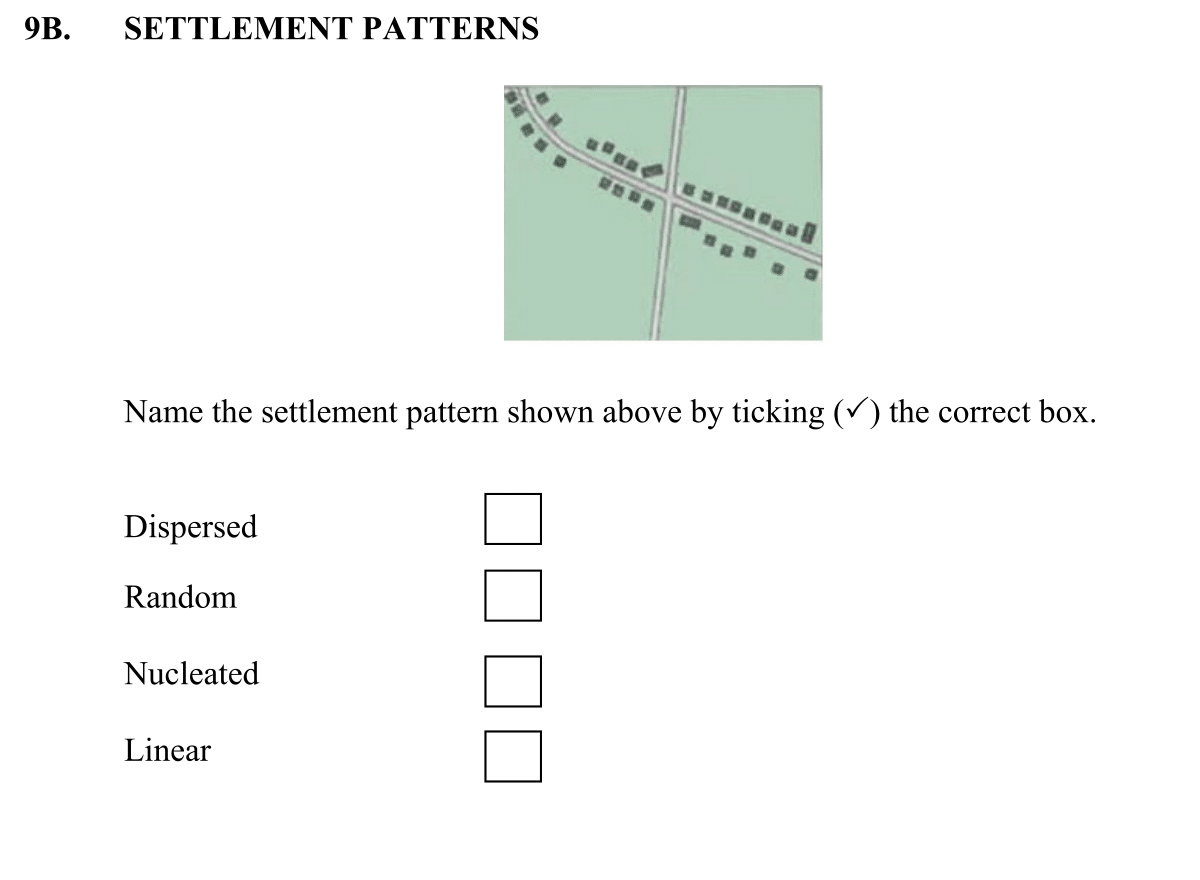 9B. SETTLEMENT PATTERNS
Name the settlement pattern shown above by ticking (✓) the correct box.
Dispersed
Random
Nucleated
Linear